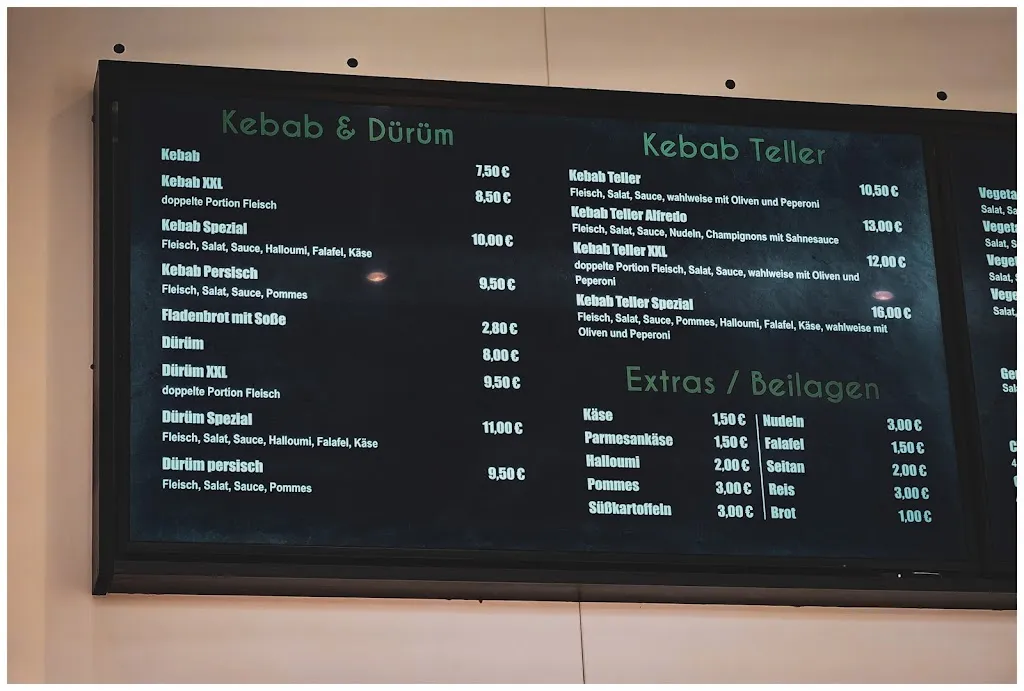 Kebab & Dürüm
Kebab 7,50 €
Kebab XXL 8,50 €
doppelte Portion Fleisch
Kebab Spezial 10,00 €
Fleisch, Salat, Sauce, Halloumi, Falafel, Käse
Kebab Persisch 9,50 €
Fleisch, Salat, Sauce, Pommes
Fladenbrot mit Soße 2,80 €
Dürüm 8,00 €
Dürüm XXL 9,50 €
doppelte Portion Fleisch
Dürüm Spezial 11,00 €
Fleisch, Salat, Sauce, Halloumi, Falafel, Käse
Dürüm persisch 9,50 €
Fleisch, Salat, Sauce, Pommes
Kebab Teller
Kebab Teller 10,50 €
Fleisch, Salat, Sauce, wahlweise mit Oliven und Peperoni
Kebab Teller Alfredo 13,00 €
Fleisch, Salat, Sauce, Nudeln, Champignons mit Sahnesauce
Kebab Teller XXL 12,00 €
doppelte Portion Fleisch, Salat, Sauce, wahlweise mit Oliven und
Peperoni
Kebab Teller Spezial 16,00 €
Fleisch, Salat, Sauce, Pommes, Halloumi, Falafel, Käse, wahlweise mit
Oliven und Peperoni
Extras / Beilagen
Käse 1,50 €
Parmesankäse 1,50 €
Halloumi 2,00 €
Pommes 3,00 €
Süßkartoffeln 3,00 €
Nudeln 3,00 €
Falafel 1,50 €
Seitan 2,00 €
Reis 3,00 €
Brot 1,00 €
Salat,
Salat,
Salat,